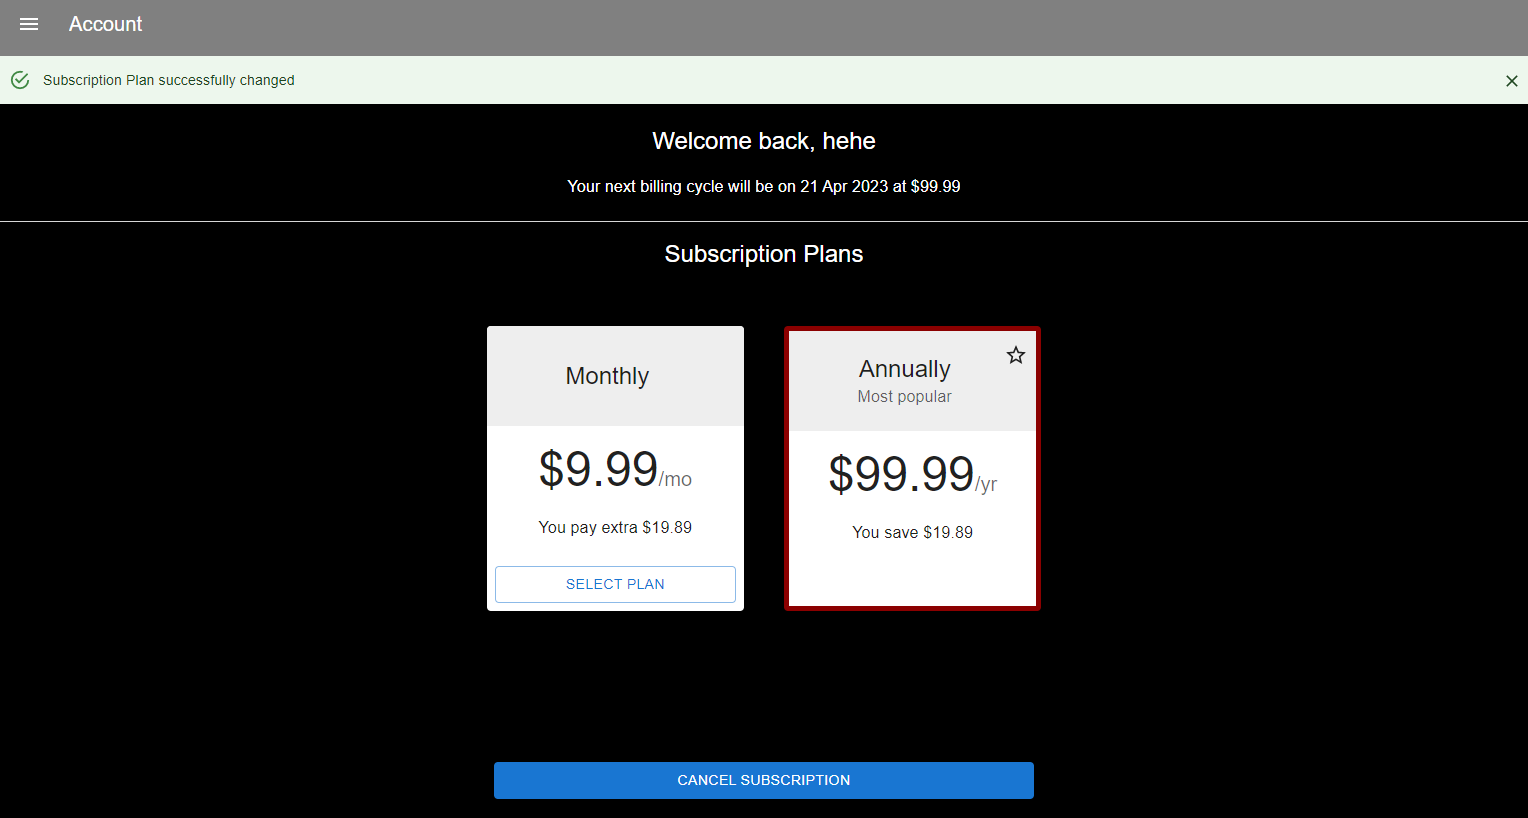 Account
Subscription Plan successfully changed
Welcome back, hehe
Your next billing cycle will be on 21 Apr 2023 at $99.99
Subscription Plans
Monthly
$9.99/mo
You pay extra $19.89
SELECT PLAN
Annually
Most popular
$99.99/yr
You save $19.89
CANCEL SUBSCRIPTION